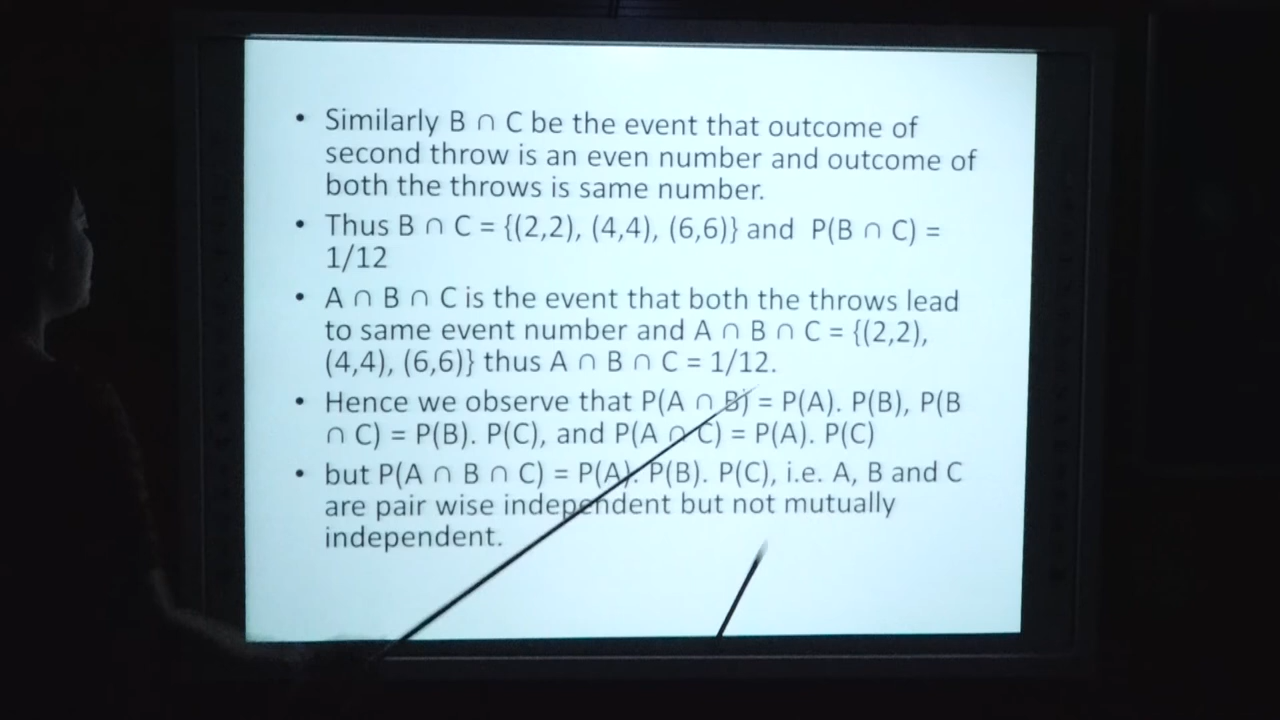 • Similarly B ∩ C be the event that outcome of
second throw is an even number and outcome of
both the throws is same number.
• Thus B ∩ C = {(2,2), (4,4), (6,6)} and P(B ∩ C) =
1/12
• A ∩ B ∩ C is the event that both the throws lead
to same event number and A ∩ B ∩ C = {(2,2),
(4,4), (6,6)} thus A ∩ B ∩ C = 1/12.
• Hence we observe that P(A ∩ B) = P(A). P(B), P(B
∩ C) = P(B). P(C), and P(A ∩ C) = P(A). P(C)
• but P(A ∩ B ∩ C) = P(A). P(B). P(C), i.e. A, B and C
are pair wise independent but not mutually
independent.